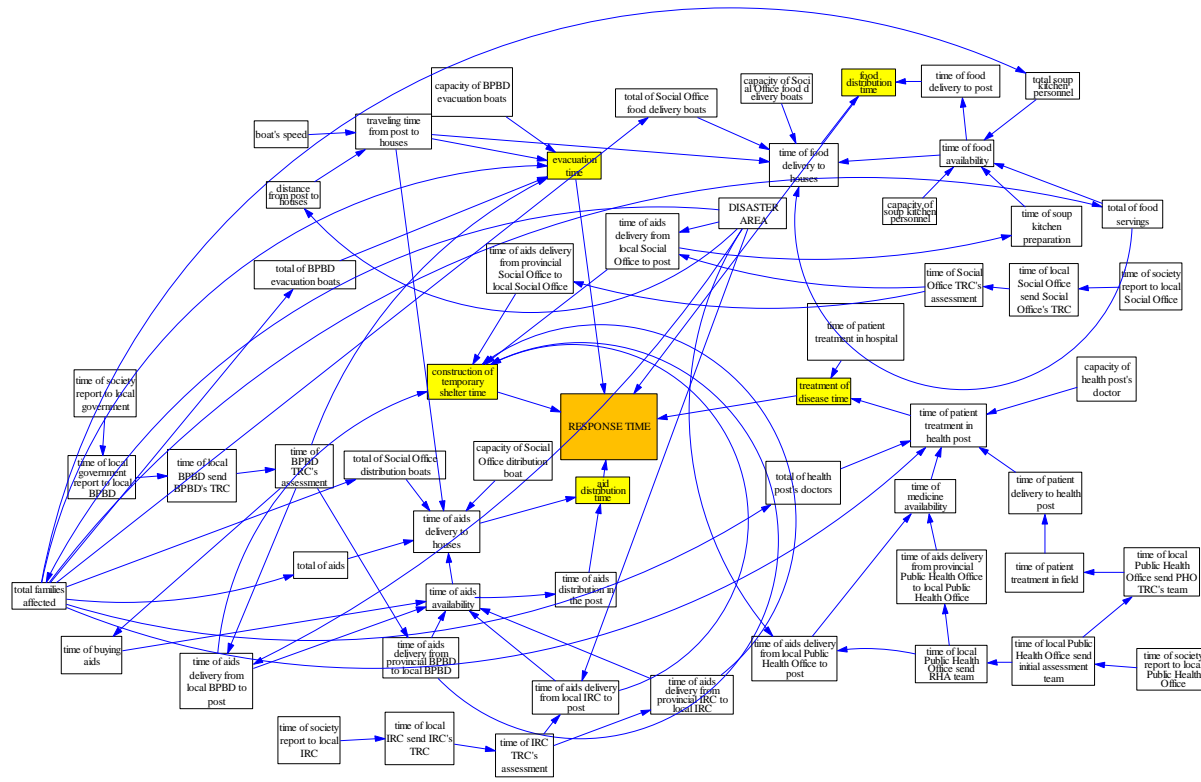 capacity of BPBD
evacuation boats
capacity of Soci
al Office food d
elivery boats
food
distribution
time
time of food
delivery to post
total soup
kitchen
personnel
total of Social Office
food delivery boats
boat's speed
traveling time
from post to
houses
evacuation
time
time of food
delivery to
houses
time of food
availability
distance
from post to
houses
DISASTER
AREA
capacity of
soup kitchen
personnel
time of soup
kitchen
preparation
total of food
servings
time of aids
delivery from
local Social
Office to post
time of aids delivery
from provincial
Social Office to
local Social Office
total of BPBD
evacuation boats
time of Social
Office TRC's
assessment
time of local
Social Office
send Social
Office's TRC
time of society
report to local
Social Office
time of patient
treatment in hospital
time of society
report to local
government
construction of
temporary
shelter time
treatment of
disease time
capacity of
health post's
doctor
RESPONSE TIME
time of patient
treatment in
health post
time of local
government
report to local
BPBD
time of local
BPBD send
BPBD's TRC
time of
BPBD
TRC's
assessment
total of Social Office
distribution boats
capacity of Social
Office ditribution
boat
aid
distribution
time
total of health
post's doctors
time of
medicine
availability
time of patient
delivery to health
post
time of aids
delivery to
houses
total of aids
time of aids
availability
time of aids
distribution in
the post
time of aids delivery
from provincial
Public Health Office
to local Public
Health Office
time of patient
treatment in field
time of local
Public Health
Office send PHO
TRC's team
total families
affected
time of buying
aids
time of aids
delivery from
local BPBD to
post
time of aids
delivery from
provincial BPBD
to local BPBD
time of aids delivery
from local IRC to
post
time of aids
delivery from
provincial IRC to
local IRC
time of aids delivery
from local Public
Health Office to
post
time of local
Public Health
Office send
RHA team
time of local Public
Health Office send
initial assessment
team
time of society
report to local
Public Health
Office
time of society
report to local
IRC
time of local
IRC send IRC's
TRC
time of IRC
TRC's
assessment